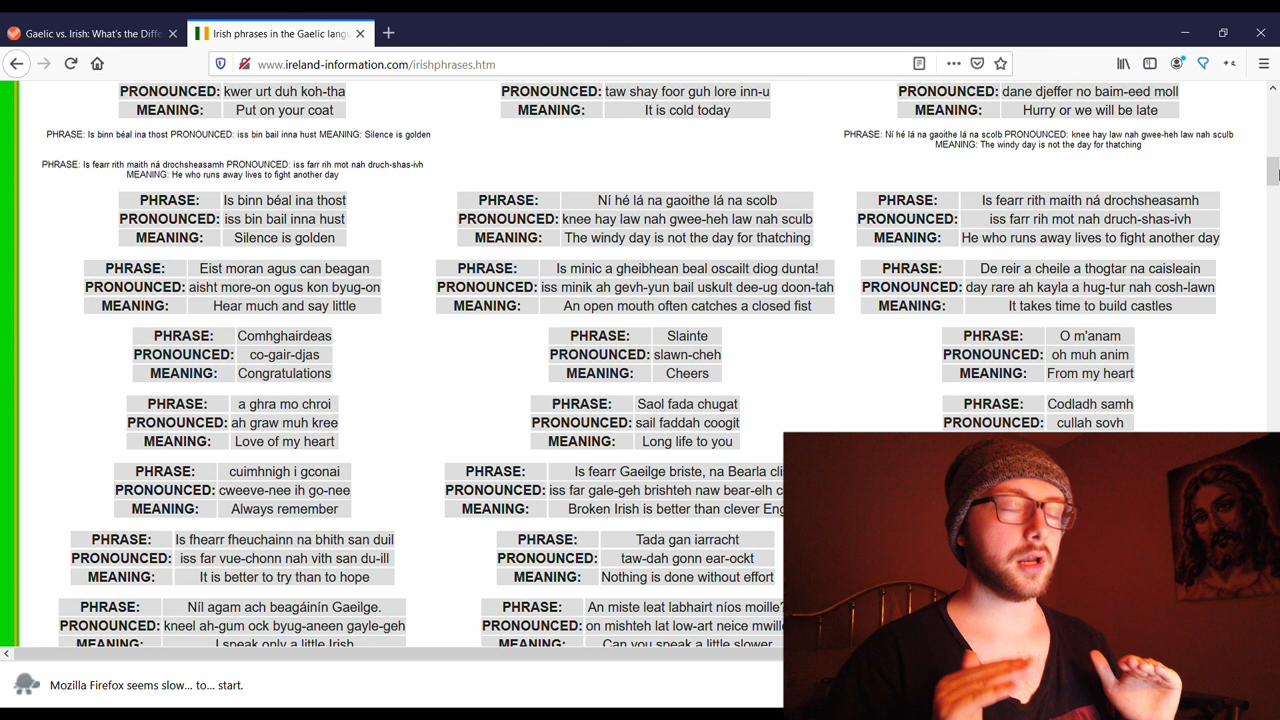 Gaelic vs. Irish: What's the Diffe
Irish phrases in the Gaelic langu
www.ireland-information.com/irishphrases.htm
PRONOUNCED: kwer urt duh koh-tha
MEANING: Put on your coat
PRONOUNCED: taw shay foor guh lore inn-u
MEANING: It is cold today
PRONOUNCED: dane djeffer no baim-eed moll
MEANING: Hurry or we will be late
PHRASE: Is binn béal ina thost PRONOUNCED: iss bin bail inna hust MEANING: Silence is golden
PHRASE: Ní hé lá na gaoithe lá na scolb PRONOUNCED: knee hay law nah gwee-heh law nah sculb
MEANING: The windy day is not the day for thatching
PHRASE: Is fearr rith maith ná drochsheasamh PRONOUNCED: iss farr rih mot nah druch-shas-ivh
MEANING: He who runs away lives to fight another day
PHRASE: Is binn béal ina thost
PRONOUNCED: iss bin bail inna hust
MEANING: Silence is golden
PHRASE: Ní hé lá na gaoithe lá na scolb
PRONOUNCED: knee hay law nah gwee-heh law nah sculb
MEANING: The windy day is not the day for thatching
PHRASE: Is fearr rith maith ná drochsheasamh
PRONOUNCED: iss farr rih mot nah druch-shas-ivh
MEANING: He who runs away lives to fight another day
PHRASE: Eist moran agus can beagan
PRONOUNCED: aisht more-on ogus kon byug-on
MEANING: Hear much and say little
PHRASE: Is minic a gheibhean beal oscailt diog dunta!
PRONOUNCED: iss minik ah gevh-yun bail uskult dee-ug doon-tah
MEANING: An open mouth often catches a closed fist
PHRASE: De reir a cheile a thogtar na caisleain
PRONOUNCED: day rare ah kayla a hug-tur nah cosh-lawn
MEANING: It takes time to build castles
PHRASE: Comhghairdeas
PRONOUNCED: co-gair-djas
MEANING: Congratulations
PHRASE: Slainte
PRONOUNCED: slawn-cheh
MEANING: Cheers
PHRASE: O m'anam
PRONOUNCED: oh muh anim
MEANING: From my heart
PHRASE: a ghra mo chroi
PRONOUNCED: ah graw muh kree
MEANING: Love of my heart
PHRASE: Saol fada chugat
PRONOUNCED: sail faddah coogit
MEANING: Long life to you
PHRASE: Codladh samh
PRONOUNCED: cullah sovh
PHRASE: cuimhnigh i gconai
PRONOUNCED: cweeve-nee ih go-nee
MEANING: Always remember
PHRASE: Is fearr Gaeilge briste, na Bearla cli
PRONOUNCED: iss far gale-geh brishteh naw bear-elh c
MEANING: Broken Irish is better than clever Eng
PHRASE: Is fhearr fheuchainn na bhith san duil
PRONOUNCED: iss far vue-chonn nah vith san du-ill
MEANING: It is better to try than to hope
PHRASE: Tada gan iarracht
PRONOUNCED: taw-dah gonn ear-ockt
MEANING: Nothing is done without effort
PHRASE: Níl agam ach beagáinín Gaeilge.
PRONOUNCED: kneel ah-gum ock byug-aneen gayle-geh
MEANING: I speak only a little Irish
PHRASE: An miste leat labhairt níos moille?
PRONOUNCED: on mishteh lat low-art neice mwille
MEANING: Can you speak a little slower
Mozilla Firefox seems slow... to... start.